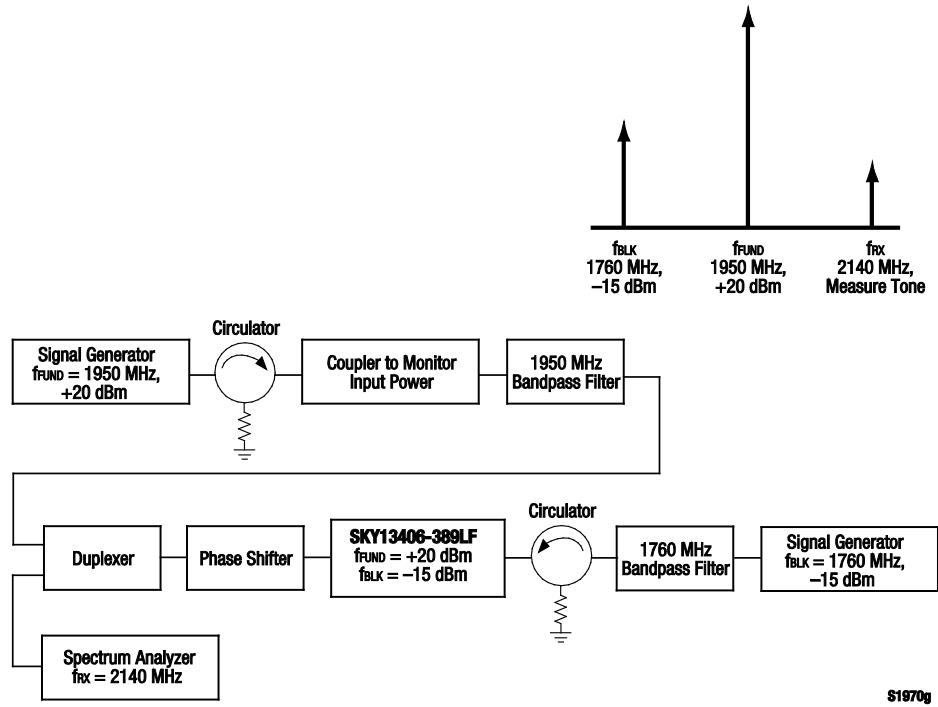 fBLK
1760 MHz,
–15 dBm
fFUND
1950 MHz,
+20 dBm
fRX
2140 MHz,
Measure Tone
Signal Generator
fFUND = 1950 MHz,
+20 dBm
Circulator
Coupler to Monitor
Input Power
1950 MHz
Bandpass Filter
Duplexer
Phase Shifter
SKY13406-389LF
fFUND = +20 dBm
fBLK = –15 dBm
Circulator
1760 MHz
Bandpass Filter
Signal Generator
fBLK = 1760 MHz,
–15 dBm
Spectrum Analyzer
fRX = 2140 MHz
S1970g